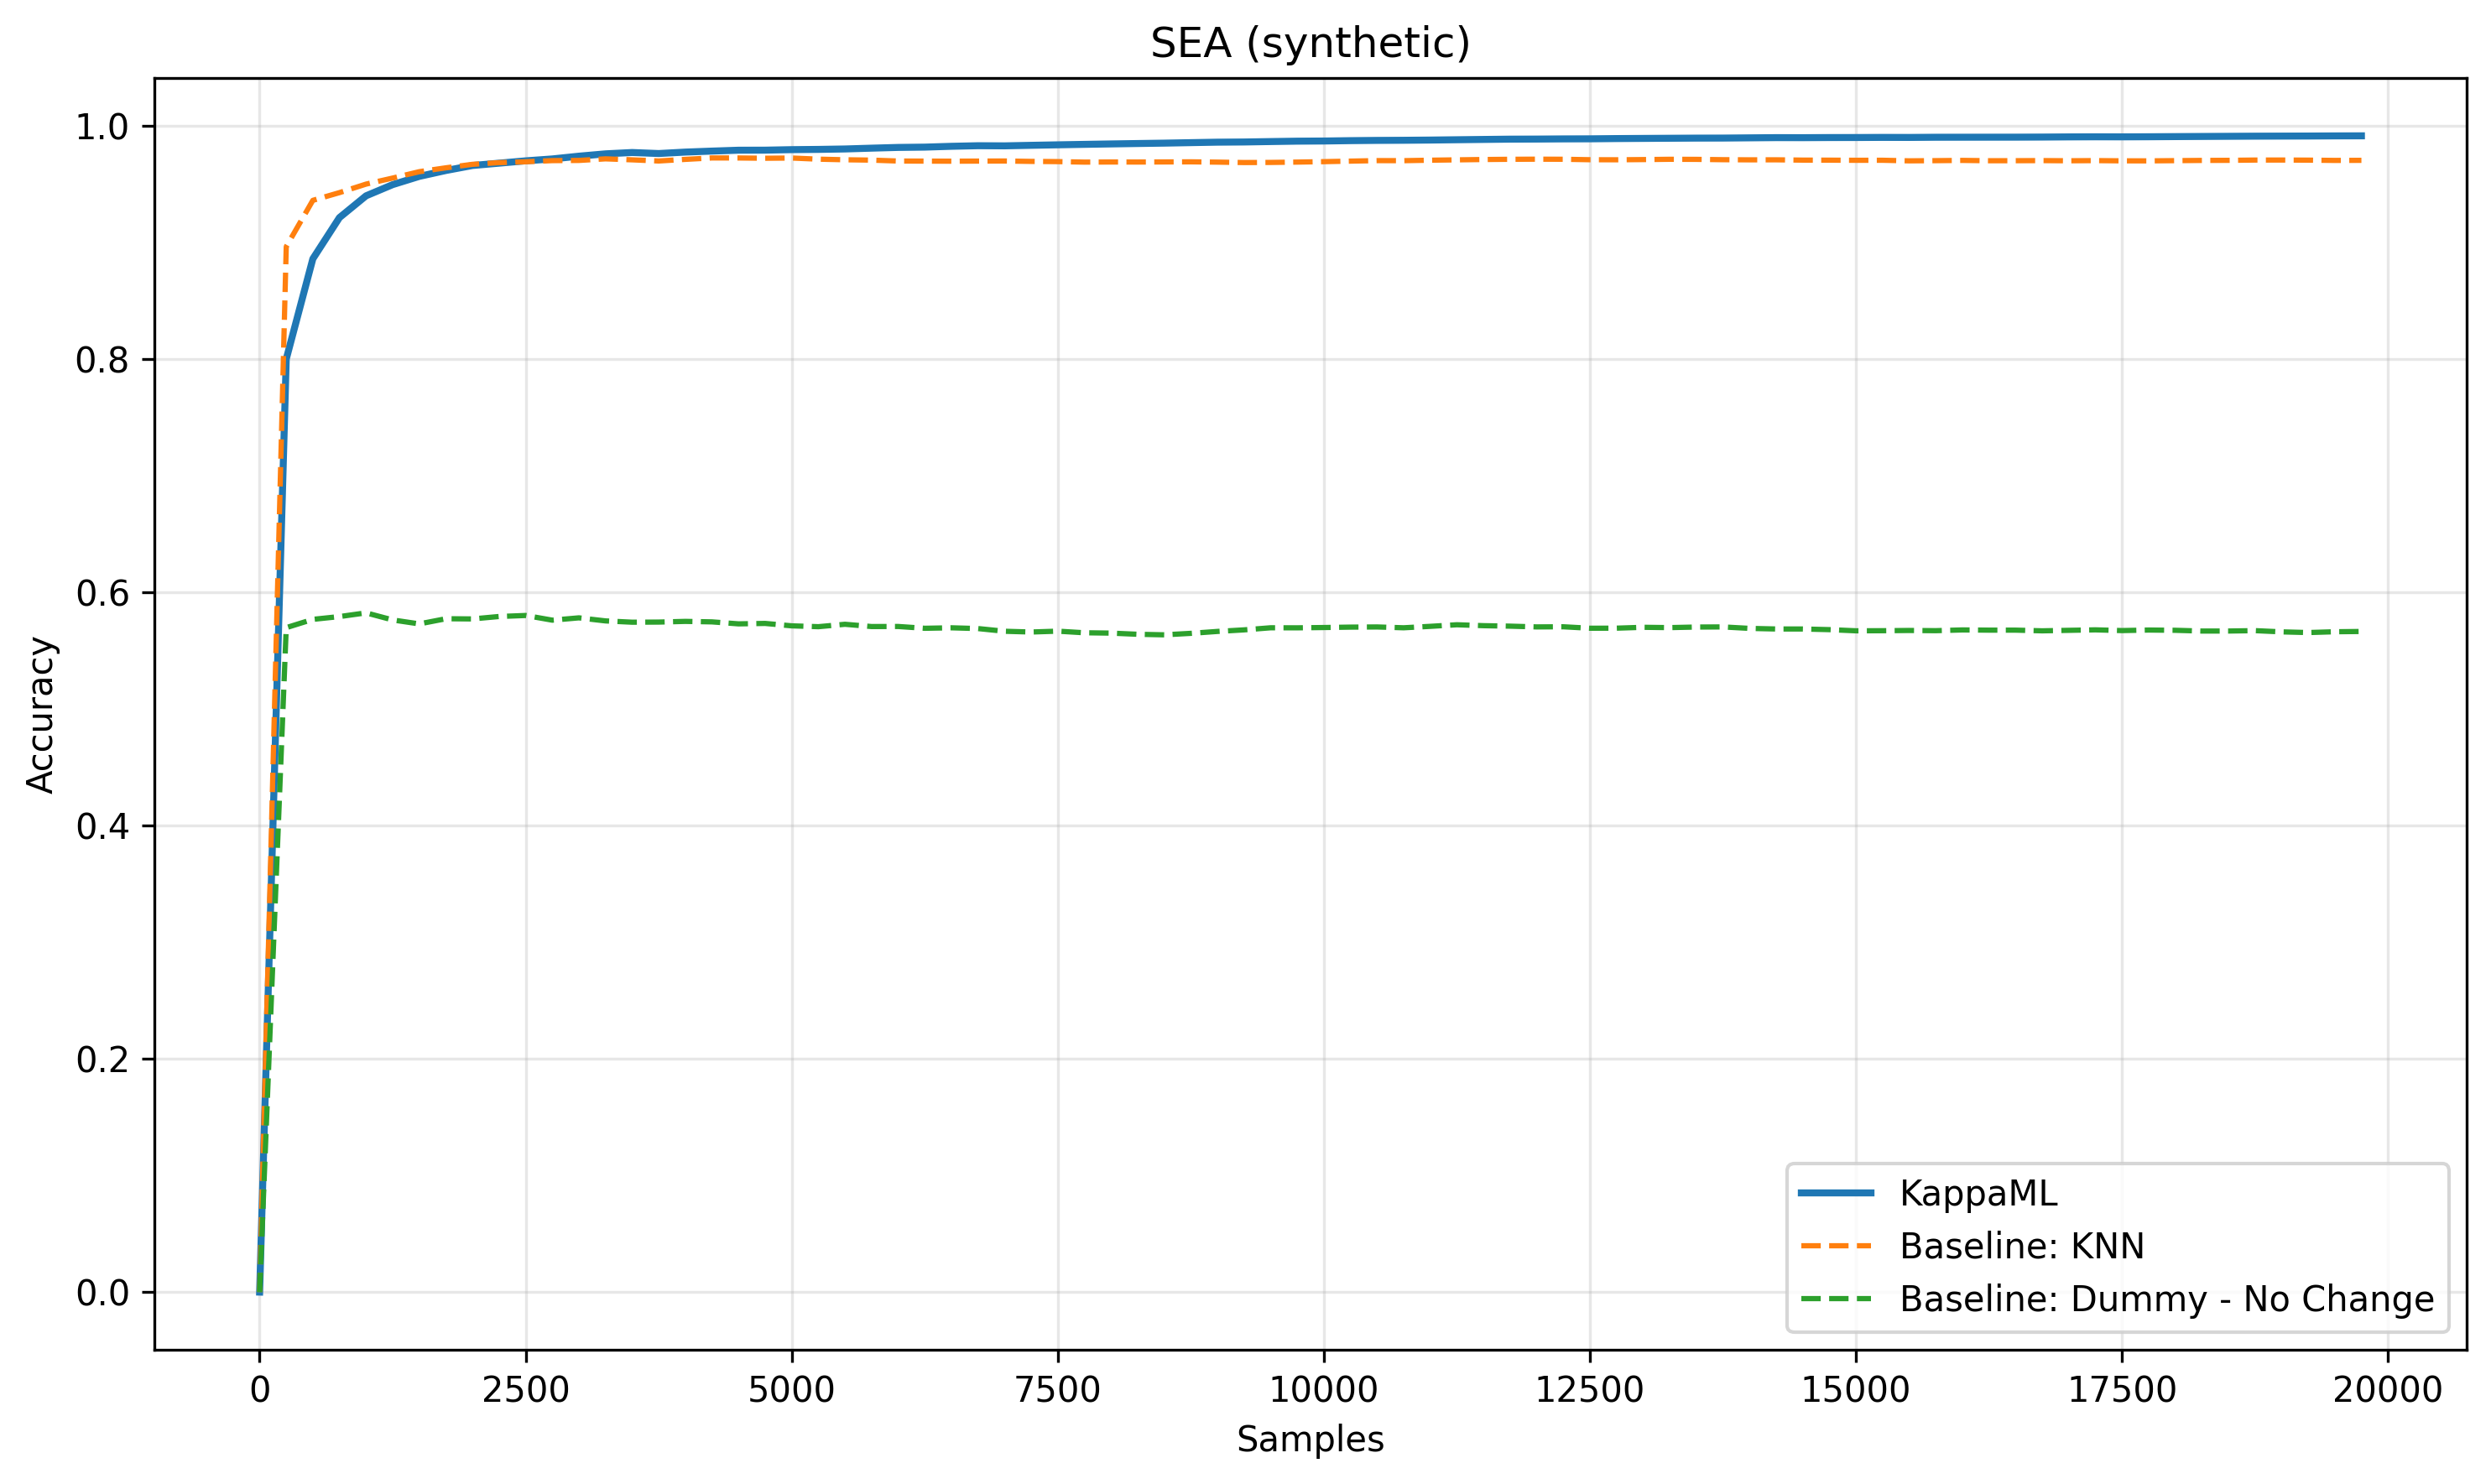 SEA (synthetic)
1.0
0.8
0.6
0.4
0.2
0.0
Accuracy
0 2500 5000 7500 10000 12500 15000 17500 20000
Samples
KappaML
Baseline: KNN
Baseline: Dummy - No Change